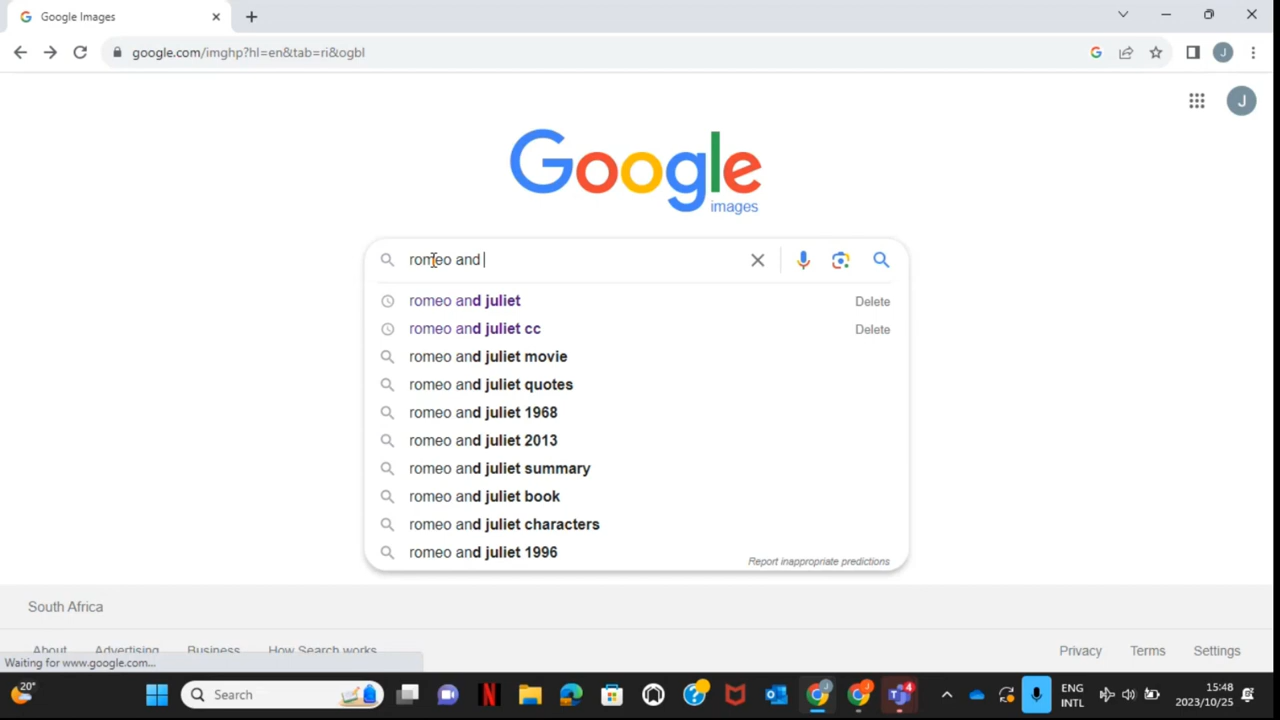 Google Images
google.com/imghp?hl=en&tab=ri&ogbl
J
J
Google
images
romeo and
romeo and juliet
Delete
romeo and juliet cc
Delete
romeo and juliet movie
romeo and juliet quotes
romeo and juliet 1968
romeo and juliet 2013
romeo and juliet summary
romeo and juliet book
romeo and juliet characters
romeo and juliet 1996
Report inappropriate predictions
South Africa
About Advertising Business How Search works
Privacy Terms Settings
Waiting for www.google.com...
20°
Search
J
4
ENG
INTL
15:48
2023/10/25